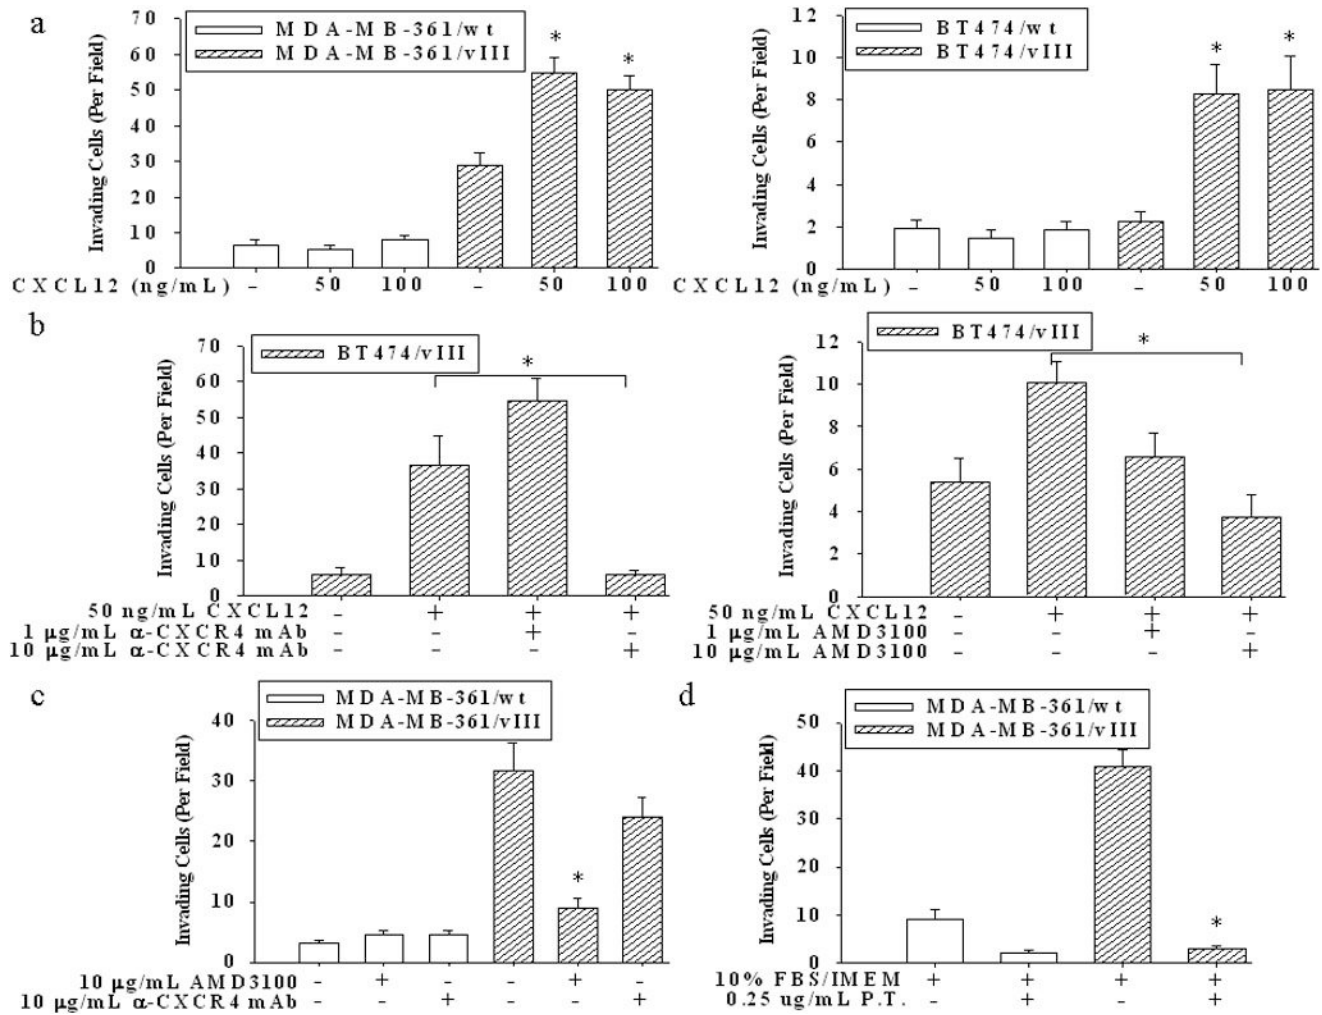 a
70
60
50
40
30
20
10
0
Invading Cells (Per Field)
MDA-MB-361/wt
MDA-MB-361/vIII
* *
CXCL12 (ng/mL) - 50 100 - 50 100
12
10
8
6
4
2
0
Invading Cells (Per Field)
BT474/wt
BT474/vIII
* *
CXCL12 (ng/mL) - 50 100 - 50 100
b
70
60
50
40
30
20
10
0
Invading Cells (Per Field)
BT474/vIII
*
50 ng/mL CXCL12 - + + +
1 µg/mL α-CXCR4 mAb - - + -
10 µg/mL α-CXCR4 mAb - - - +
12
10
8
6
4
2
0
Invading Cells (Per Field)
BT474/vIII
*
50 ng/mL CXCL12 - + + +
1 µg/mL AMD3100 - - + -
10 µg/mL AMD3100 - - - +
c
40
30
20
10
0
Invading Cells (Per Field)
MDA-MB-361/wt
MDA-MB-361/vIII
*
10 µg/mL AMD3100 - + - - + -
10 µg/mL α-CXCR4 mAb - - + - - +
d
50
40
30
20
10
0
Invading Cells (Per Field)
MDA-MB-361/wt
MDA-MB-361/vIII
*
10% FBS/IMEM + + + +
0.25 ug/mL P.T. - + - +